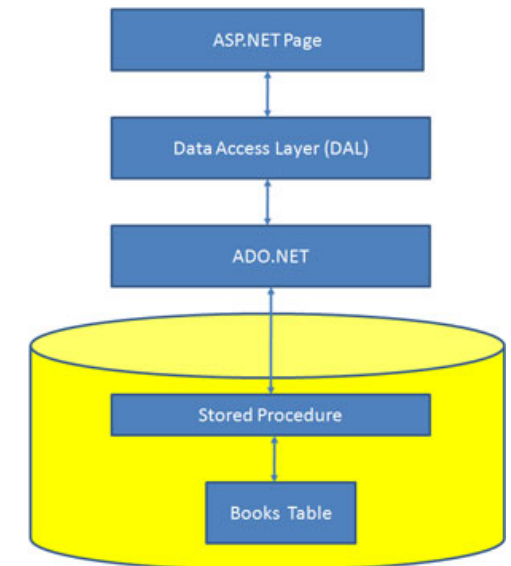 ASP.NET Page
Data Access Layer (DAL)
ADO.NET
Stored Procedure
Books Table